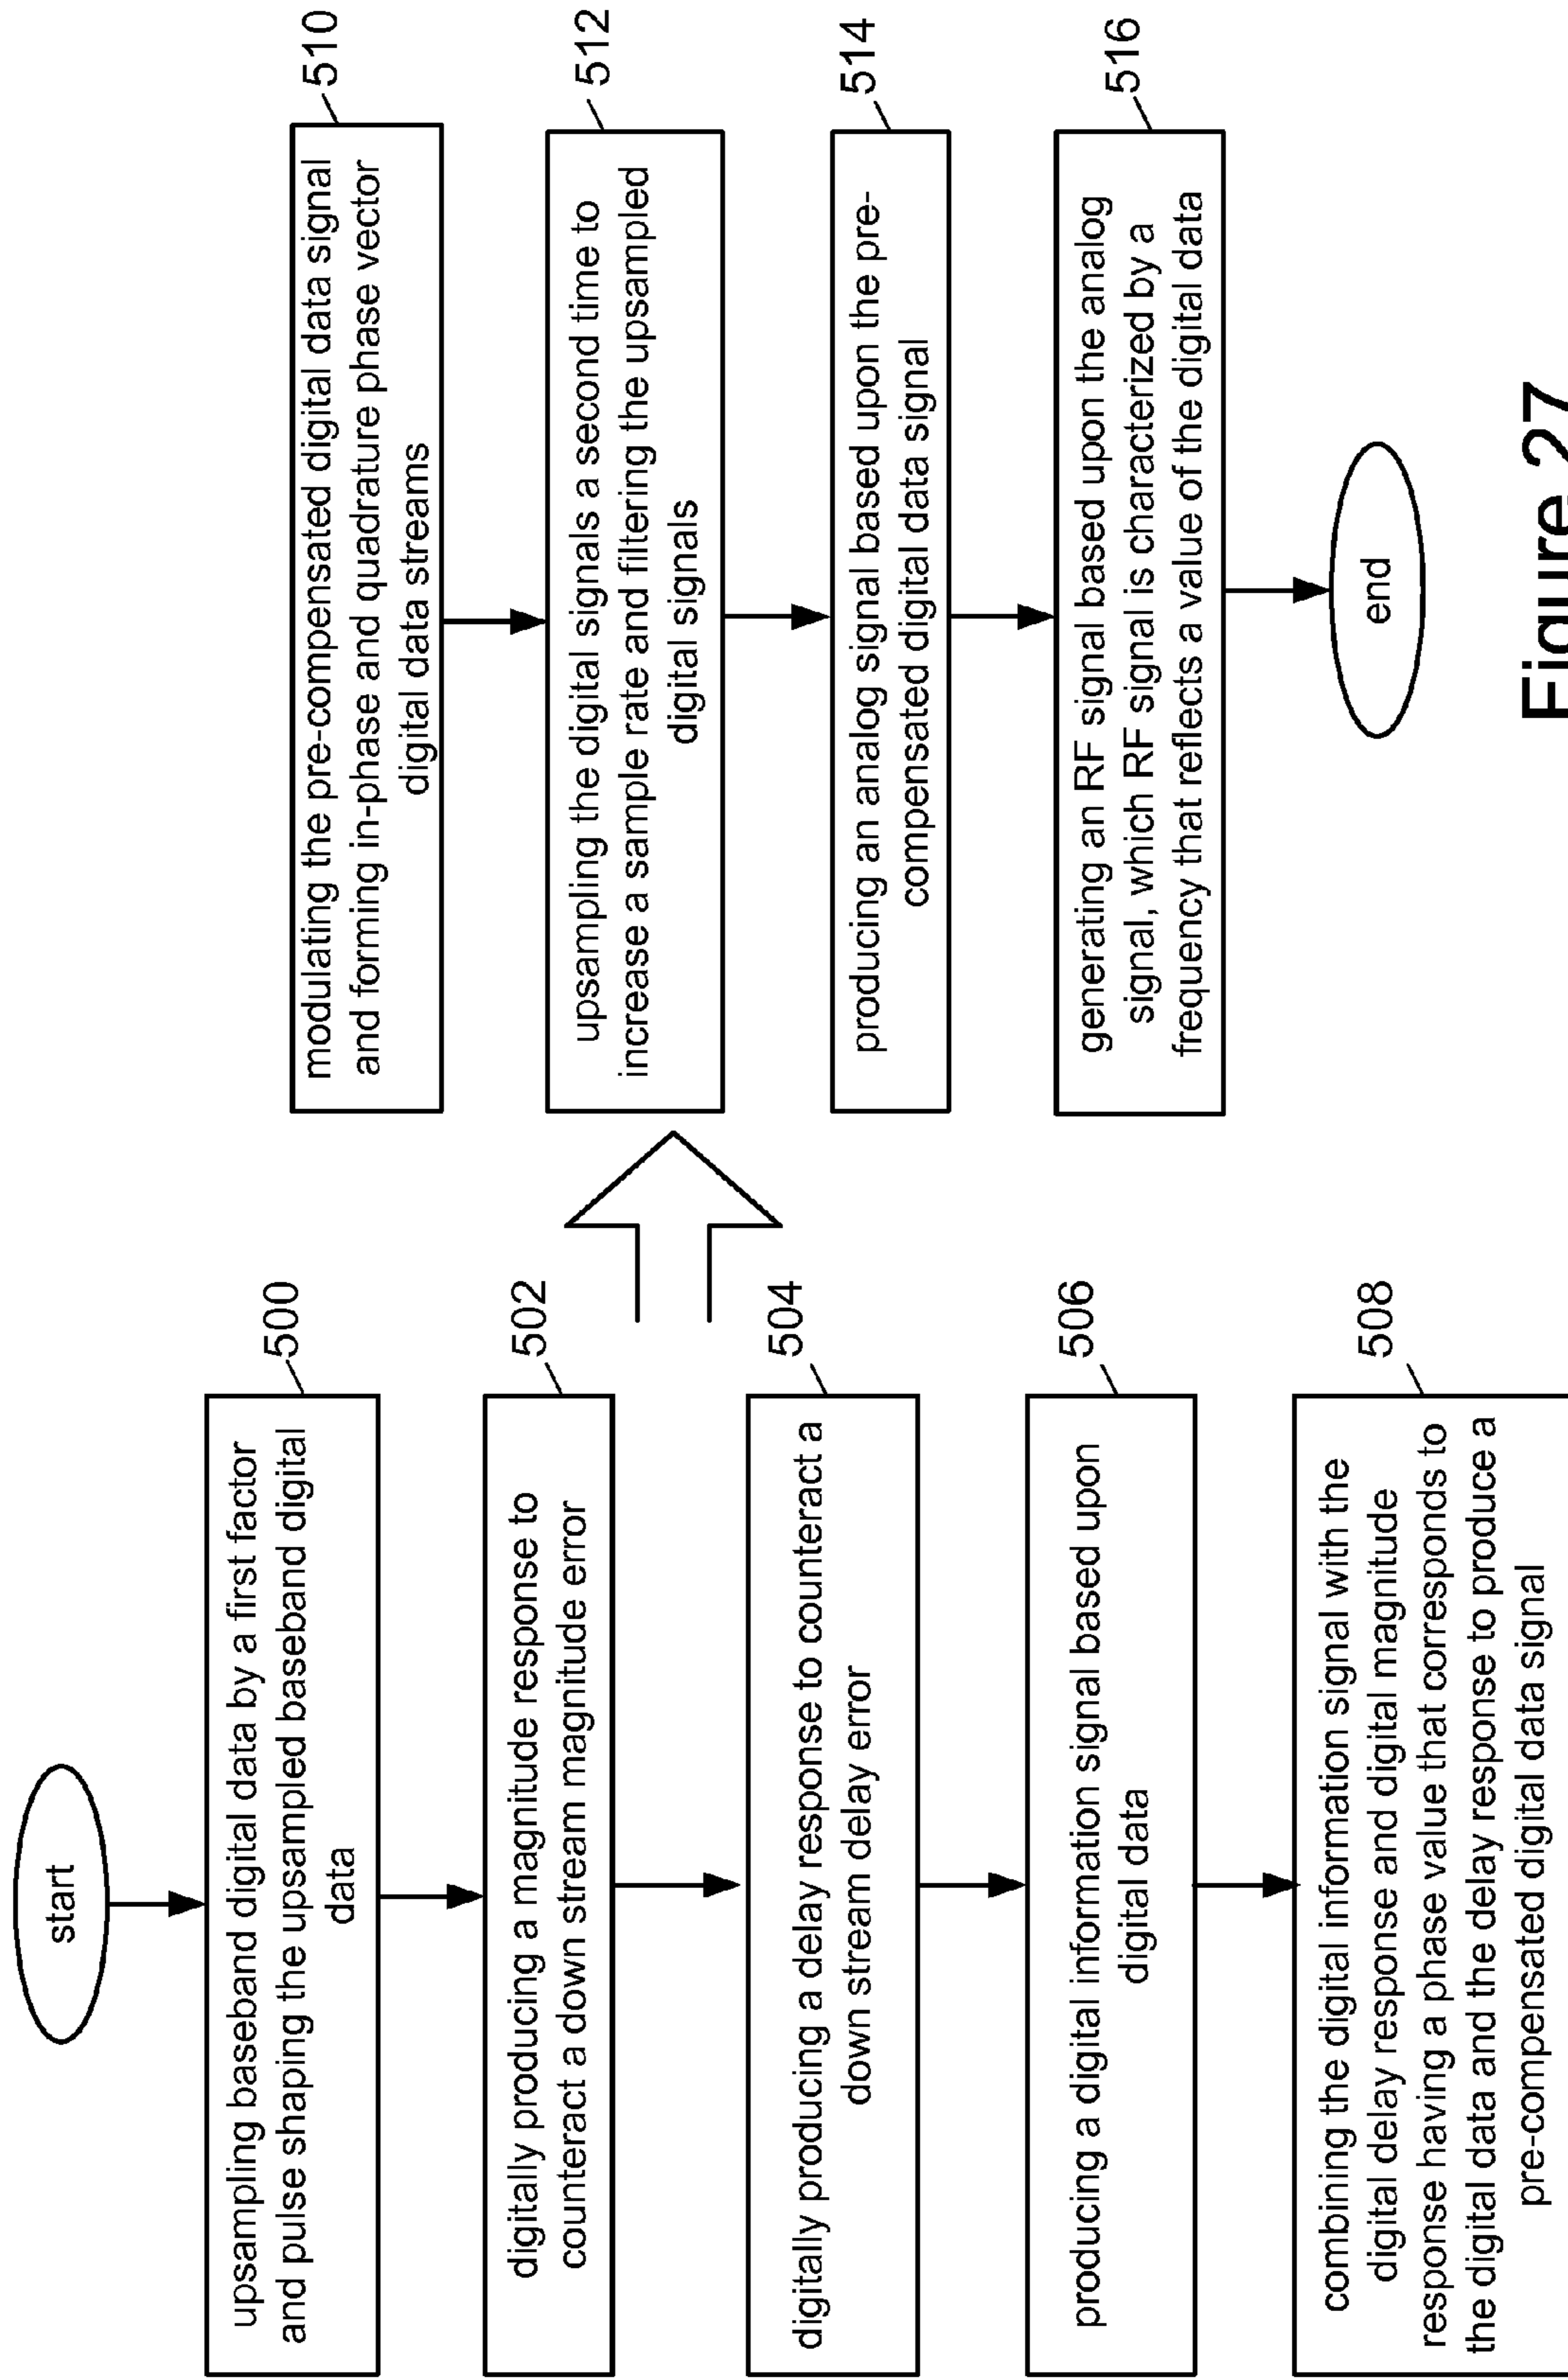 start
upsampling baseband digital data by a first factor
and pulse shaping the upsampled baseband digital
data
500
digitally producing a magnitude response to
counteract a down stream magnitude error
502
digitally producing a delay response to counteract a
down stream delay error
504
producing a digital information signal based upon
digital data
506
combining the digital information signal with the
digital delay response and digital magnitude
response having a phase value that corresponds to
the digital data and the delay response to produce a
pre-compensated digital data signal
508
modulating the pre-compensated digital data signal
and forming in-phase and quadrature phase vector
digital data streams
510
upsampling the digital signals a second time to
increase a sample rate and filtering the upsampled
digital signals
512
producing an analog signal based upon the pre-
compensated digital data signal
514
generating an RF signal based upon the analog
signal, which RF signal is characterized by a
frequency that reflects a value of the digital data
516
end
Figure 27